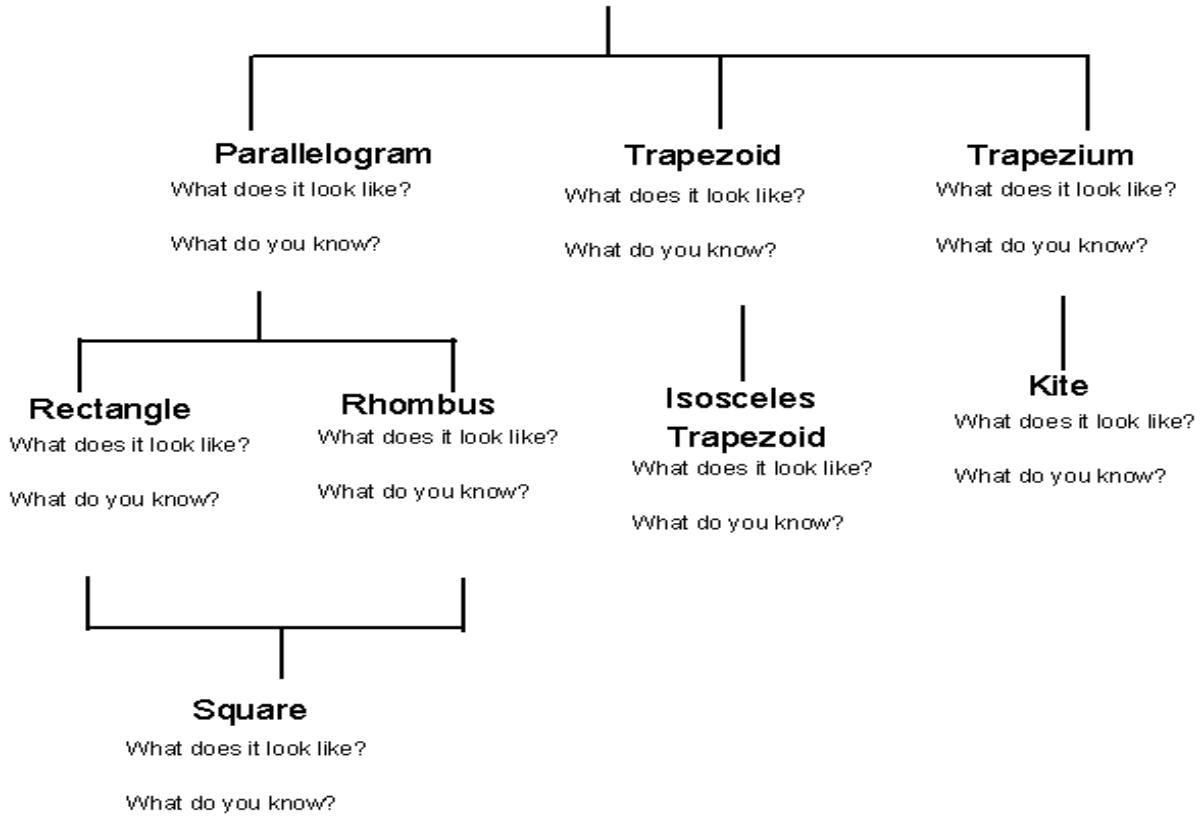 Parallelogram
What does it look like?
What do you know?
Trapezoid
What does it look like?
What do you know?
Trapezium
What does it look like?
What do you know?
Rectangle
What does it look like?
What do you know?
Rhombus
What does it look like?
What do you know?
Isosceles
Trapezoid
What does it look like?
What do you know?
Kite
What does it look like?
What do you know?
Square
What does it look like?
What do you know?